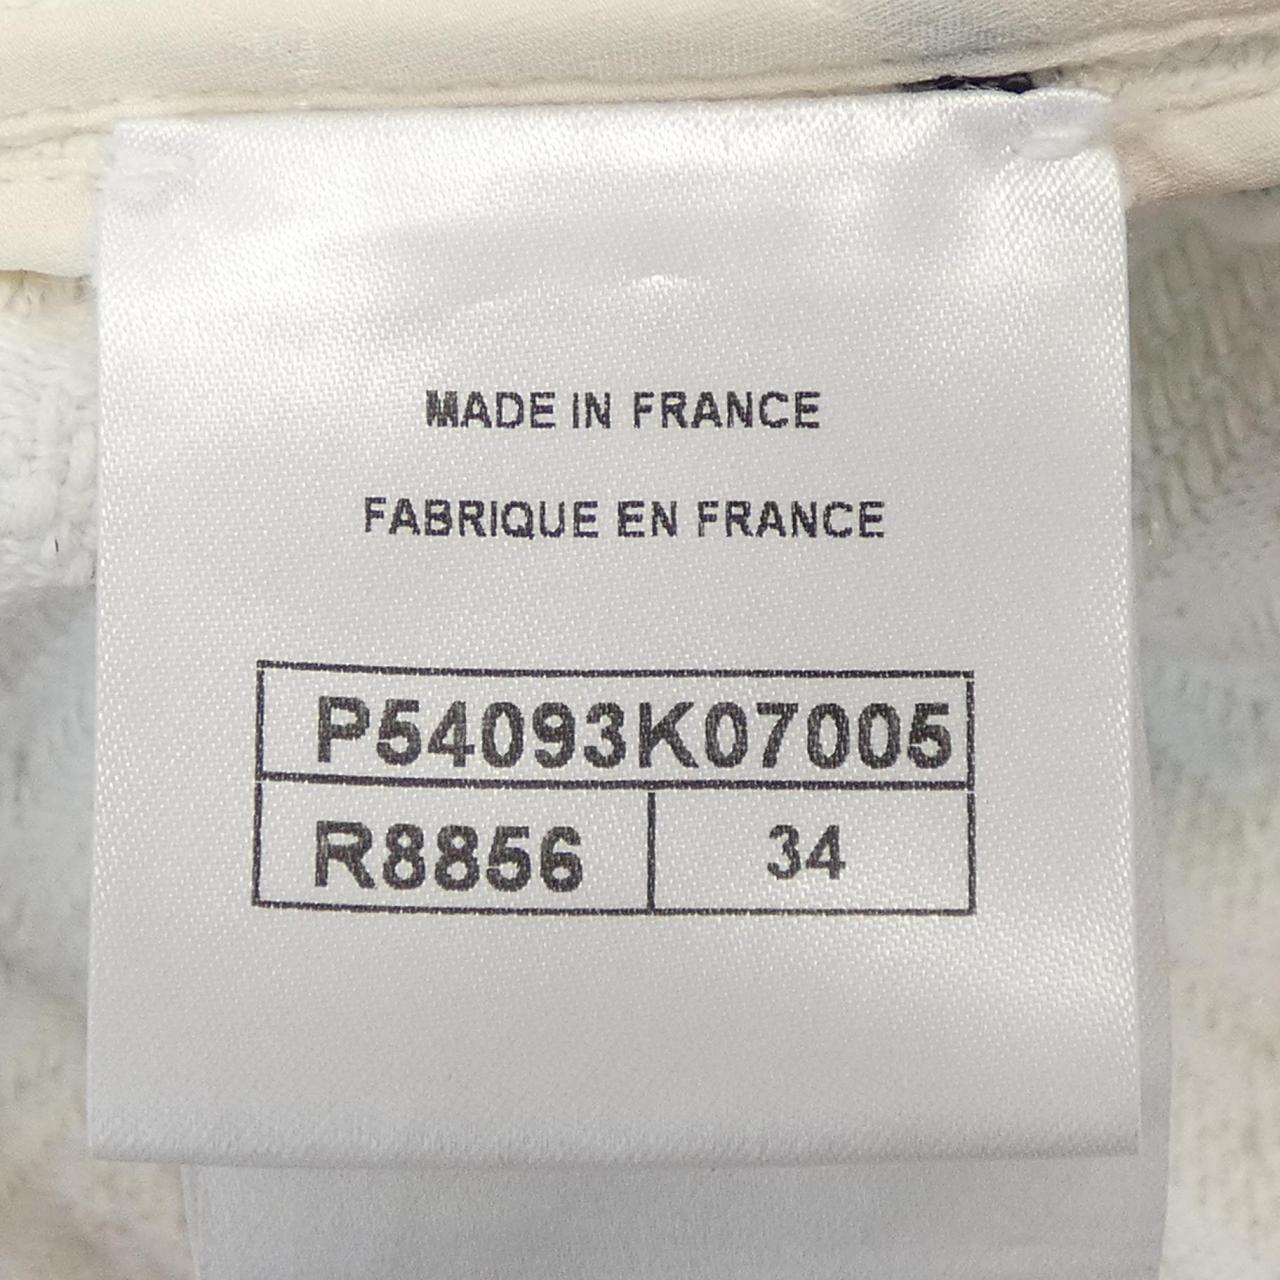 MADE IN FRANCE
FABRIQUE EN FRANCE
P54093K07005
R8856 34